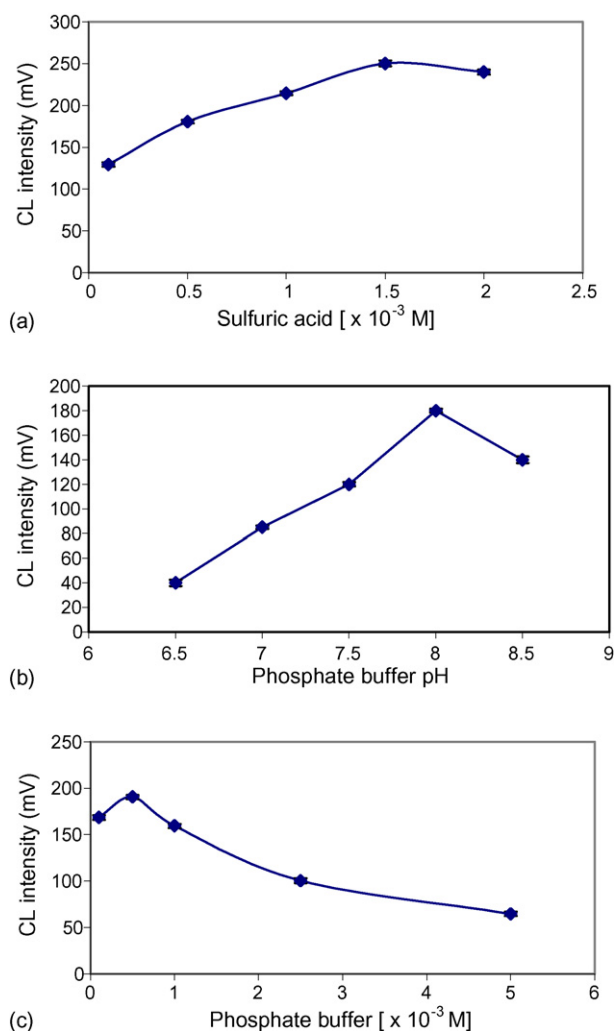 CL intensity (mV)
300
250
200
150
100
50
0
0 0.5 1 1.5 2 2.5
Sulfuric acid [ x 10⁻³ M]
(a)
CL intensity (mV)
200
180
160
140
120
100
80
60
40
20
0
6 6.5 7 7.5 8 8.5 9
Phosphate buffer pH
(b)
CL intensity (mV)
250
200
150
100
50
0
0 1 2 3 4 5 6
Phosphate buffer [ x 10⁻³ M]
(c)